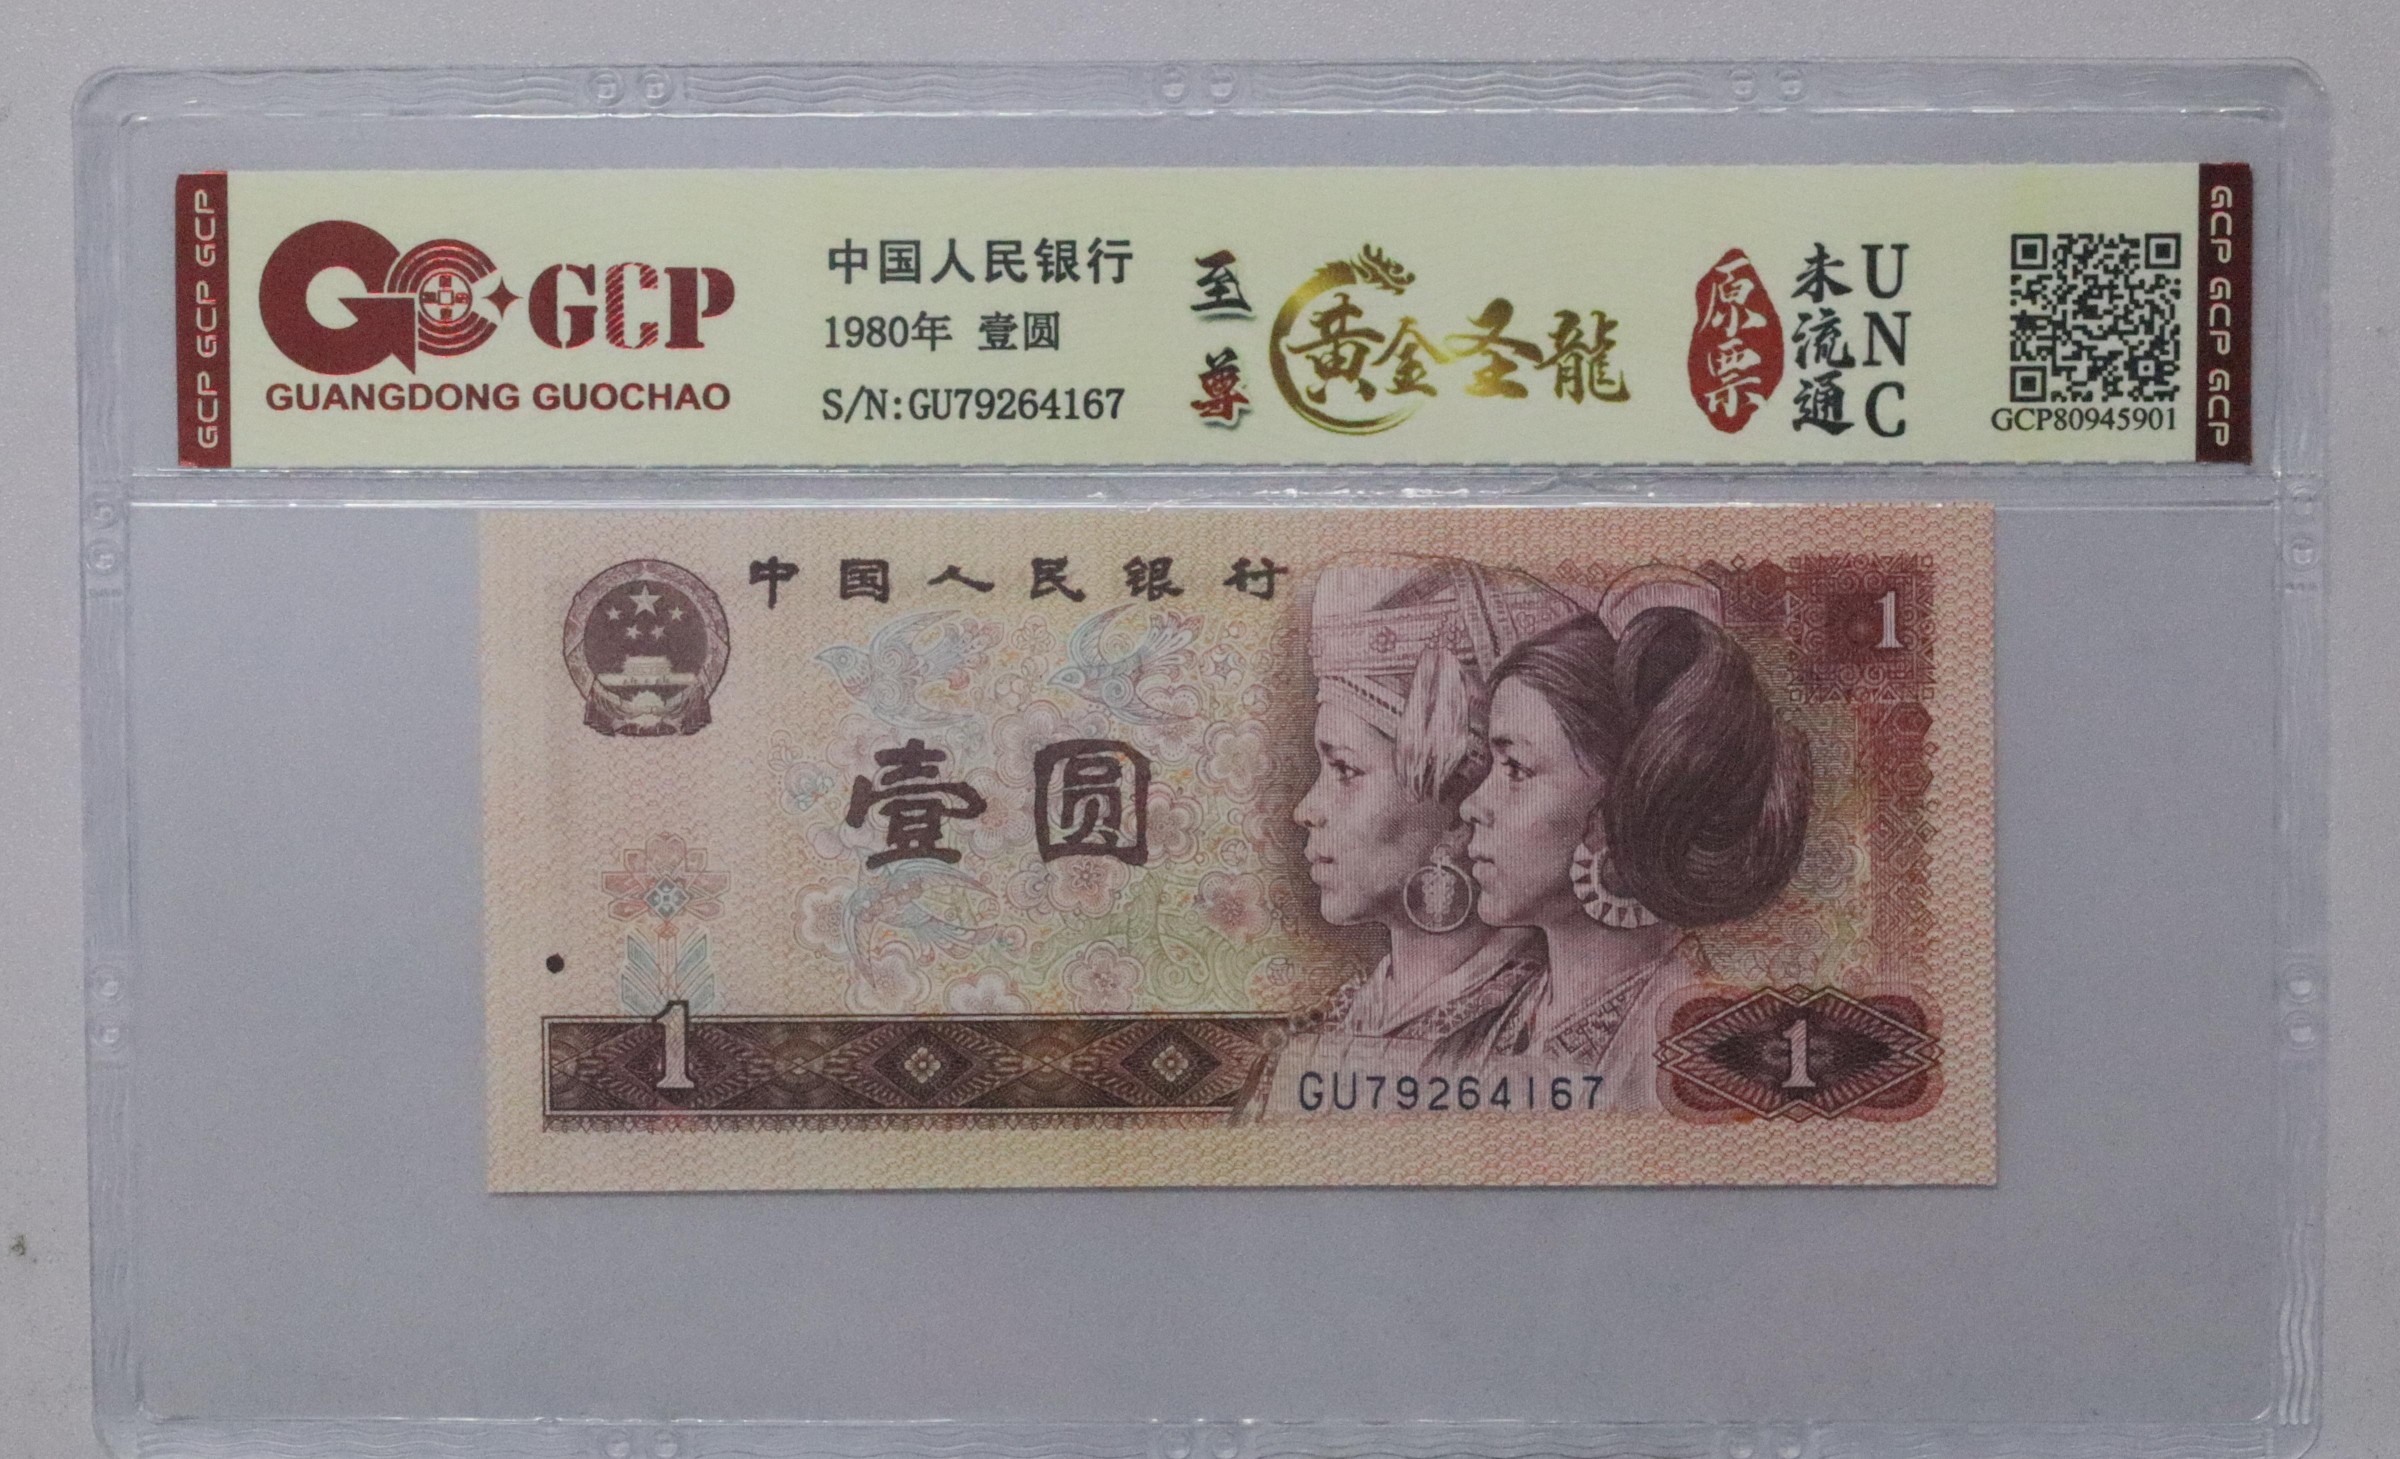 GCP GCP GCP
GCP
GUANGDONG GUOCHAO
中国人民银行
1980年 壹圆
S/N:GU79264167
至尊
黄金圣龍
原票
未流通
UNC
GCP80945901
GCP GCP GCP
中国人民银行
1
壹圆
1
GU79264167
1